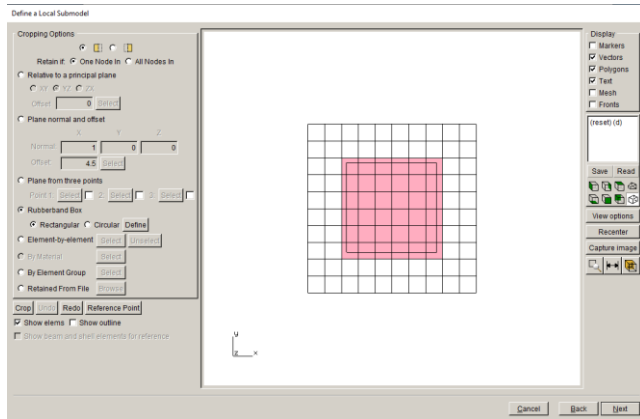 Define a Local Submodel
Cropping Options
Retain if: One Node In All Nodes In
Relative to a principal plane
XY YZ ZX
Offset: 0 Select
Plane normal and offset
X Y Z
Normal: 1 0 0
Offset: 4.5 Select
Plane from three points
Point 1: Select 2: Select 3: Select
Rubberband Box
Rectangular Circular Define
Element-by-element Select Unselect
By Material Select
By Element Group Select
Retained From File Browse
Crop Undo Redo Reference Point
Show elems Show outline
Show beam and shell elements for reference
y
z x
Display
Markers
Vectors
Polygons
Text
Mesh
Fronts
(reset) (d)
Save Read
View options
Recenter
Capture image
Cancel Back Next